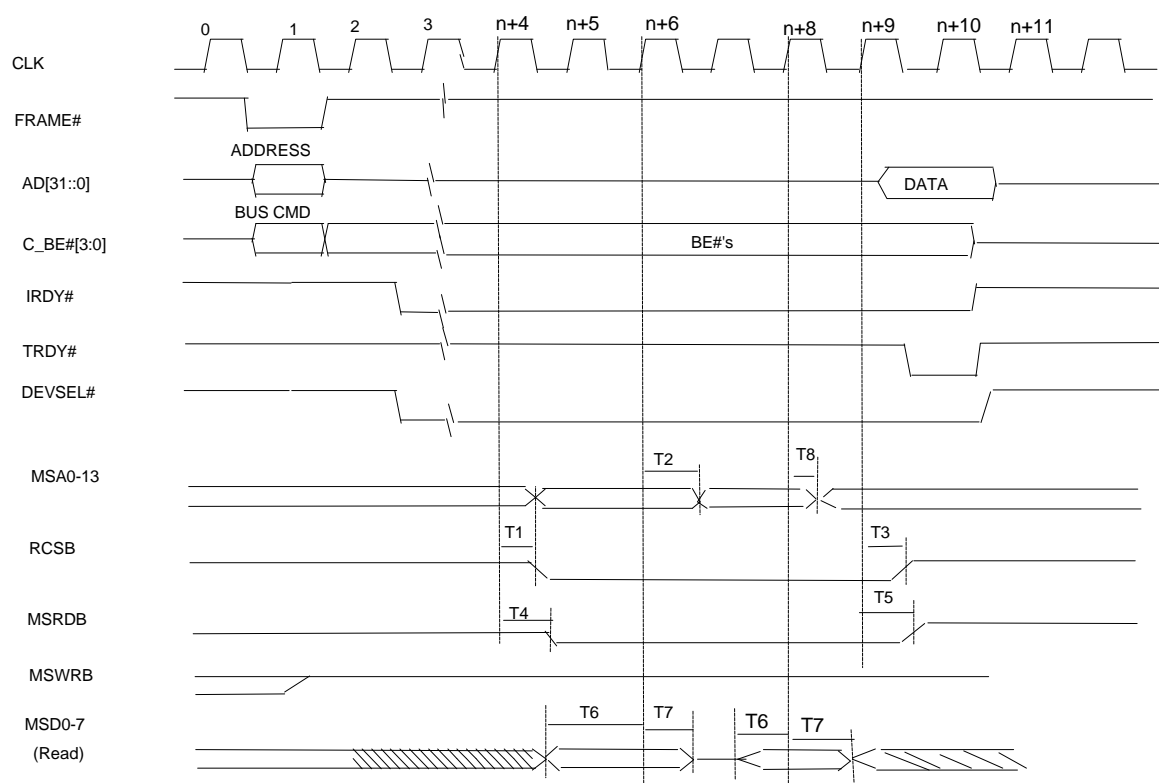 0 1 2 3 n+4 n+5 n+6 n+8 n+9 n+10 n+11
CLK
FRAME#
ADDRESS
AD[31::0]
DATA
BUS CMD
C_BE#[3:0]
BE#'s
IRDY#
TRDY#
DEVSEL#
T2 T8
MSA0-13
T1 T3
RCSB
T4 T5
MSRDB
MSWRB
MSD0-7
T6 T7 T6 T7
(Read)